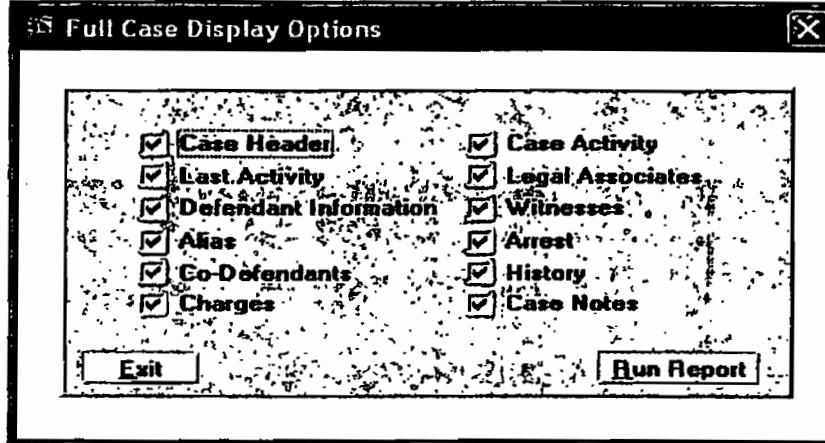 Full Case Display Options
Case Header
Last Activity
Defendant Information
Alias
Co-Defendants
Charges
Case Activity
Legal Associates
Witnesses
Arrest
History
Case Notes
Exit
Run Report